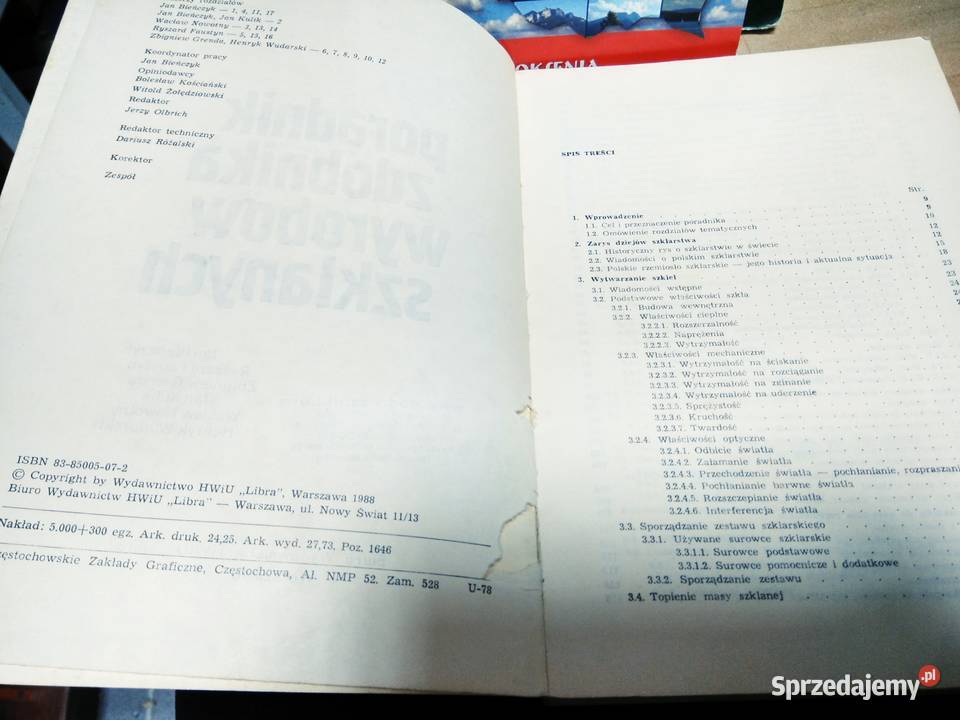 Jan Bieńczyk — 1, 4, 11, 17
Jan Bieńczyk, Jan Kulik — 2
Wacław Nowotny — 3, 13, 14
Ryszard Faustyn — 5, 15, 16
Zbigniew Grenda, Henryk Wudarski — 6, 7, 8, 9, 10, 12
Koordynator pracy
Jan Bieńczyk
Opiniodawcy
Bolesław Kościański
Witold Żołędziowski
Redaktor
Jerzy Olbrich
Redaktor techniczny
Dariusz Różalski
Korektor
Zespół
ISBN 83-85005-07-2
© Copyright by Wydawnictwo HWiU „Libra", Warszawa 1988
Biuro Wydawnictw HWiU „Libra" — Warszawa, ul. Nowy Świat 11/13
Nakład: 5.000+300 egz. Ark. druk. 24,25. Ark. wyd. 27,73. Poz. 1646
zęstochowskie Zakłady Graficzne, Częstochowa, Al. NMP 52. Zam. 528 U-78
SPIS TREŚCI
Str.
1. Wprowadzenie 9
1.1. Cel i przeznaczenie poradnika 9
1.2. Omówienie rozdziałów tematycznych 10
2. Zarys dziejów szklarstwa 12
2.1. Historyczny rys o szklarstwie w świecie 12
2.2. Wiadomości o polskim szklarstwie 15
2.3. Polskie rzemiosło szklarskie — jego historia i aktualna sytuacja 18
3. Wytwarzanie szkieł 23
3.1. Wiadomości wstępne 23
3.2. Podstawowe właściwości szkła 24
3.2.1. Budowa wewnętrzna
3.2.2. Właściwości cieplne
3.2.2.1. Rozszerzalność
3.2.2.2. Naprężenia
3.2.2.3. Wytrzymałość
3.2.3. Właściwości mechaniczne
3.2.3.1. Wytrzymałość na ściskanie
3.2.3.2. Wytrzymałość na rozciąganie
3.2.3.3. Wytrzymałość na zginanie
3.2.3.4. Wytrzymałość na uderzenie
3.2.3.5. Sprężystość
3.2.3.6. Kruchość
3.2.3.7. Twardość
3.2.4. Właściwości optyczne
3.2.4.1. Odbicie światła
3.2.4.2. Załamanie światła
3.2.4.3. Przechodzenie światła — pochłanianie, rozpraszani
3.2.4.4. Pochłanianie barwne światła
3.2.4.5. Rozszczepianie światła
3.2.4.6. Interferencja światła
3.3. Sporządzanie zestawu szklarskiego
3.3.1. Używane surowce szklarskie
3.3.1.1. Surowce podstawowe
3.3.1.2. Surowce pomocnicze i dodatkowe
3.3.2. Sporządzanie zestawu
3.4. Topienie masy szklanej
Sprzedajemy.pl